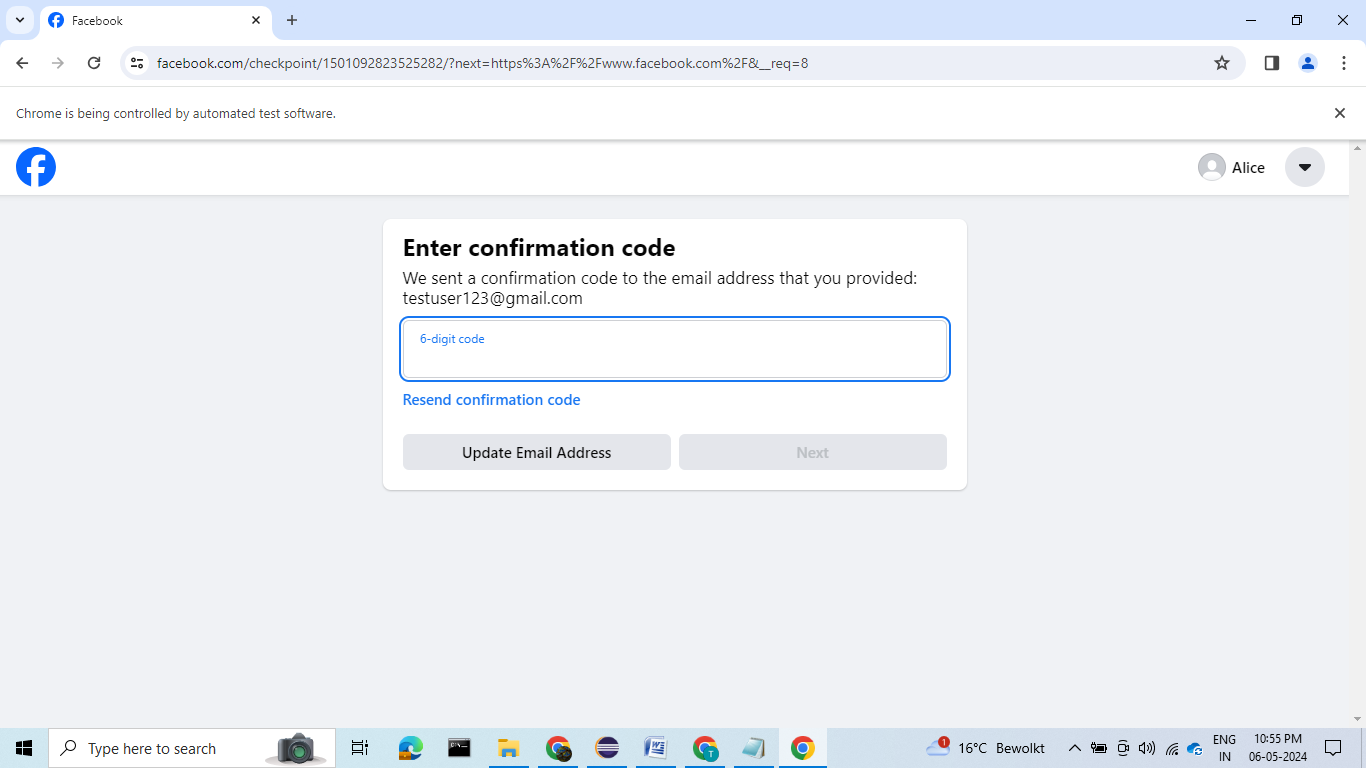 Facebook
facebook.com/checkpoint/1501092823525282/?next=https%3A%2F%2Fwww.facebook.com%2F&__req=8
Chrome is being controlled by automated test software.
Alice
Enter confirmation code
We sent a confirmation code to the email address that you provided:
testuser123@gmail.com
6-digit code
Resend confirmation code
Update Email Address Next
Type here to search
T
1
16°C Bewolkt
ENG
IN
10:55 PM
06-05-2024